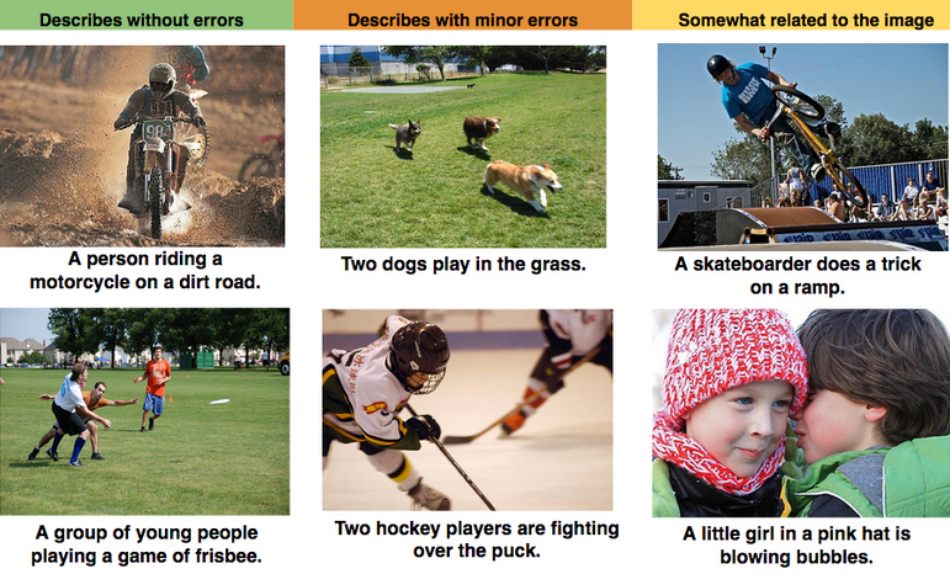 Describes without errors
Describes with minor errors
Somewhat related to the image
98
A person riding a
motorcycle on a dirt road.
Two dogs play in the grass.
A skateboarder does a trick
on a ramp.
A group of young people
playing a game of frisbee.
Two hockey players are fighting
over the puck.
A little girl in a pink hat is
blowing bubbles.